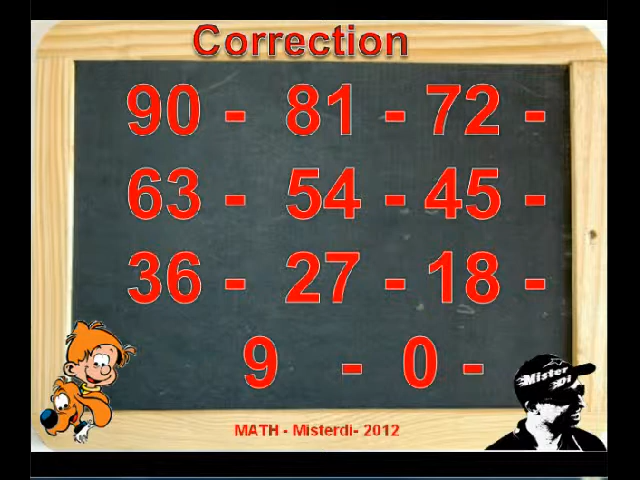 Correction
90 - 81 - 72 -
63 - 54 - 45 -
36 - 27 - 18 -
9 - 0 -
Mister
Di
MATH - Misterdi- 2012